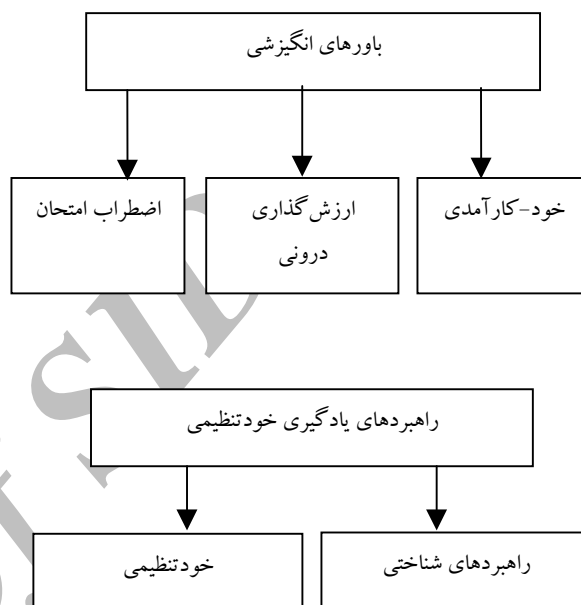 باورهای انگیزشی
خود-کارآمدی
ارزش‌گذاری
درونی
اضطراب امتحان
راهبردهای یادگیری خودتنظیمی
راهبردهای شناختی
خودتنظیمی